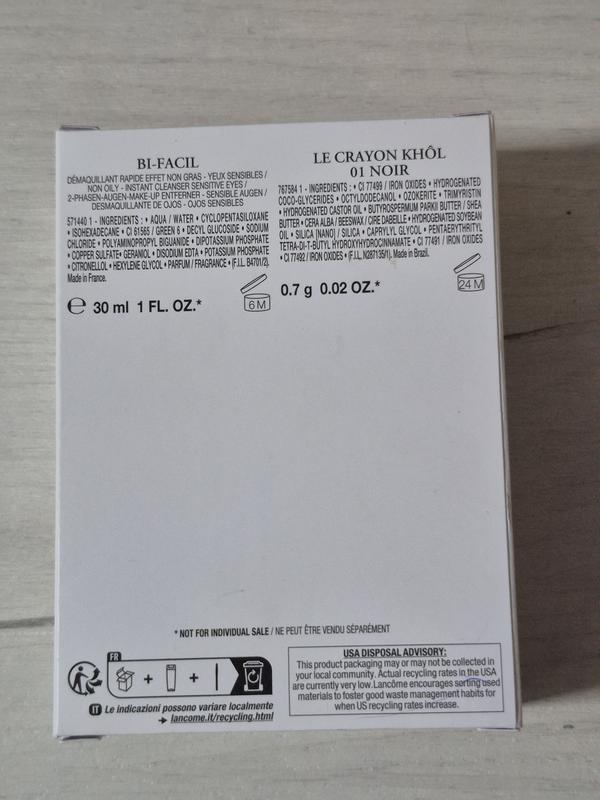 BI-FACIL
DÉMAQUILLANT RAPIDE EFFET NON GRAS - YEUX SENSIBLES /
NON OILY - INSTANT CLEANSER SENSITIVE EYES /
2-PHASEN-AUGEN-MAKE-UP ENTFERNER - SENSIBLE AUGEN /
DESMAQUILLANTE DE OJOS - OJOS SENSIBLES
571440 1 - INGREDIENTS : • AQUA / WATER • CYCLOPENTASILOXANE
• ISOHEXADECANE • CI 61565 / GREEN 6 • DECYL GLUCOSIDE • SODIUM
CHLORIDE • POLYAMINOPROPYL BIGUANIDE • DIPOTASSIUM PHOSPHATE
• COPPER SULFATE• GERANIOL • DISODIUM EDTA • POTASSIUM PHOSPHATE
• CITRONELLOL • HEXYLENE GLYCOL • PARFUM / FRAGRANCE • (F.I.L. B4701/2).
Made in France.
℮ 30 ml 1 FL. OZ.*
6 M
LE CRAYON KHÔL
01 NOIR
767584 1 - INGREDIENTS : • CI 77499 / IRON OXIDES • HYDROGENATED
COCO-GLYCERIDES • OCTYLDODECANOL • OZOKERITE • TRIMYRISTIN
• HYDROGENATED CASTOR OIL • BUTYROSPERMUM PARKII BUTTER / SHEA
BUTTER • CERA ALBA / BEESWAX / CIRE DABEILLE • HYDROGENATED SOYBEAN
OIL • SILICA [NANO] / SILICA • CAPRYLYL GLYCOL • PENTAERYTHRITYL
TETRA-DI-T-BUTYL HYDROXYHYDROCINNAMATE • CI 77491 / IRON OXIDES
• CI 77492 / IRON OXIDES • (F.I.L. N287135/1). Made in Brazil.
0.7 g 0.02 OZ.*
24 M
* NOT FOR INDIVIDUAL SALE / NE PEUT ÊTRE VENDU SÉPARÉMENT
FR
+ +
IT Le indicazioni possono variare localmente
→ lancome.it/recycling.html
USA DISPOSAL ADVISORY:
This product packaging may or may not be collected in
your local community. Actual recycling rates in the USA
are currently very low. Lancôme encourages sorting used
materials to foster good waste management habits for
when US recycling rates increase.